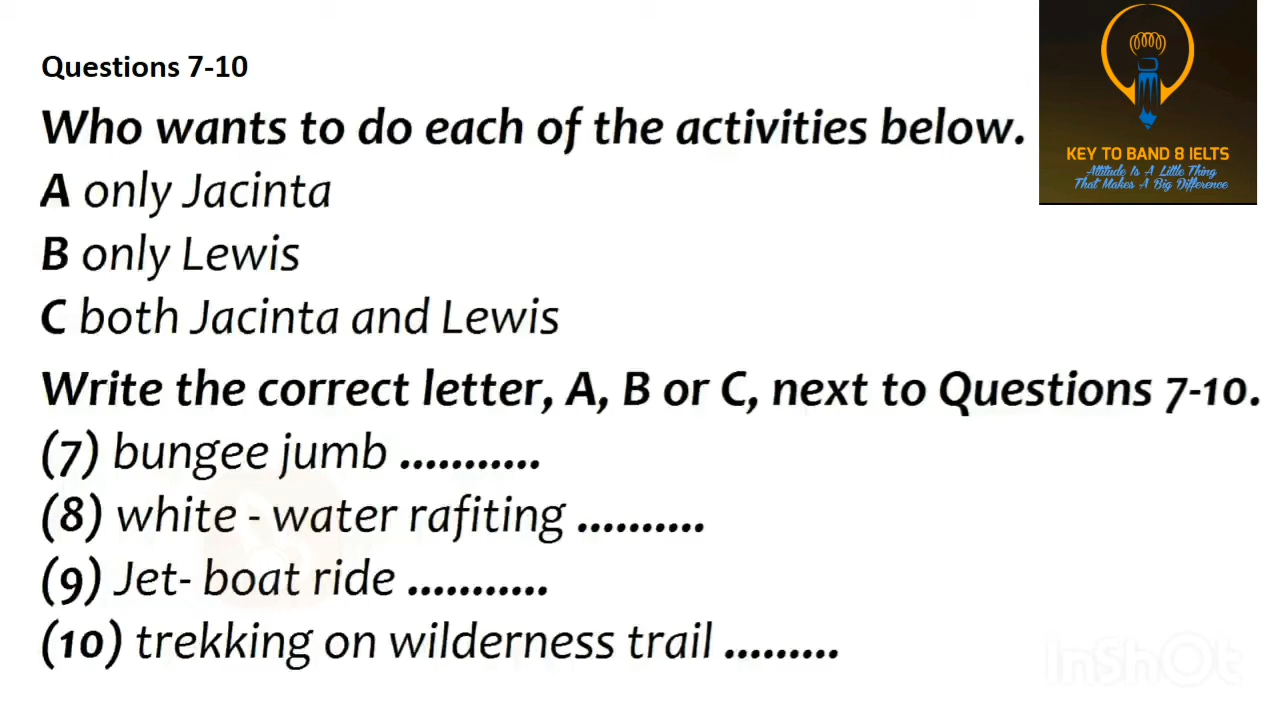 Questions 7-10
Who wants to do each of the activities below.
A only Jacinta
B only Lewis
C both Jacinta and Lewis
Write the correct letter, A, B or C, next to Questions 7-10.
(7) bungee jumb ...........
(8) white - water rafiting ..........
(9) Jet- boat ride ...........
(10) trekking on wilderness trail .........
KEY TO BAND 8 IELTS
Attitude Is A Little Thing
That Makes A Big Difference
InShOt